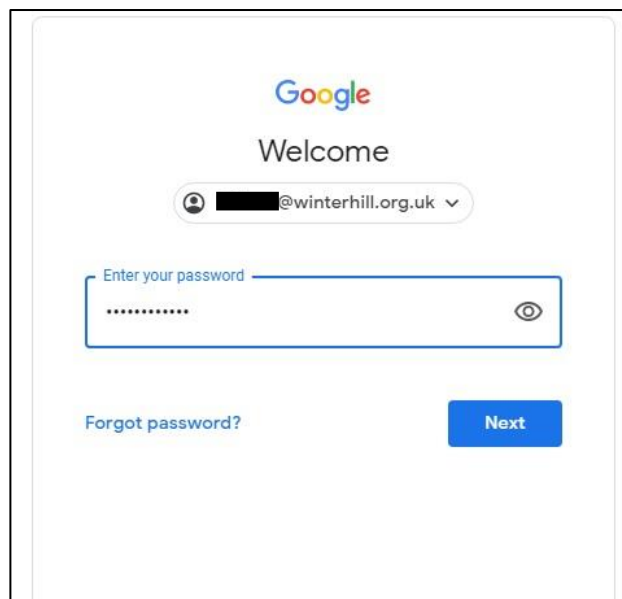 Google
Welcome
@winterhill.org.uk
Enter your password
••••••••••••
Forgot password?
Next